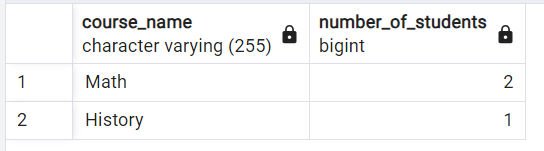 course_name number_of_students
character varying (255) bigint
1 Math 2
2 History 1